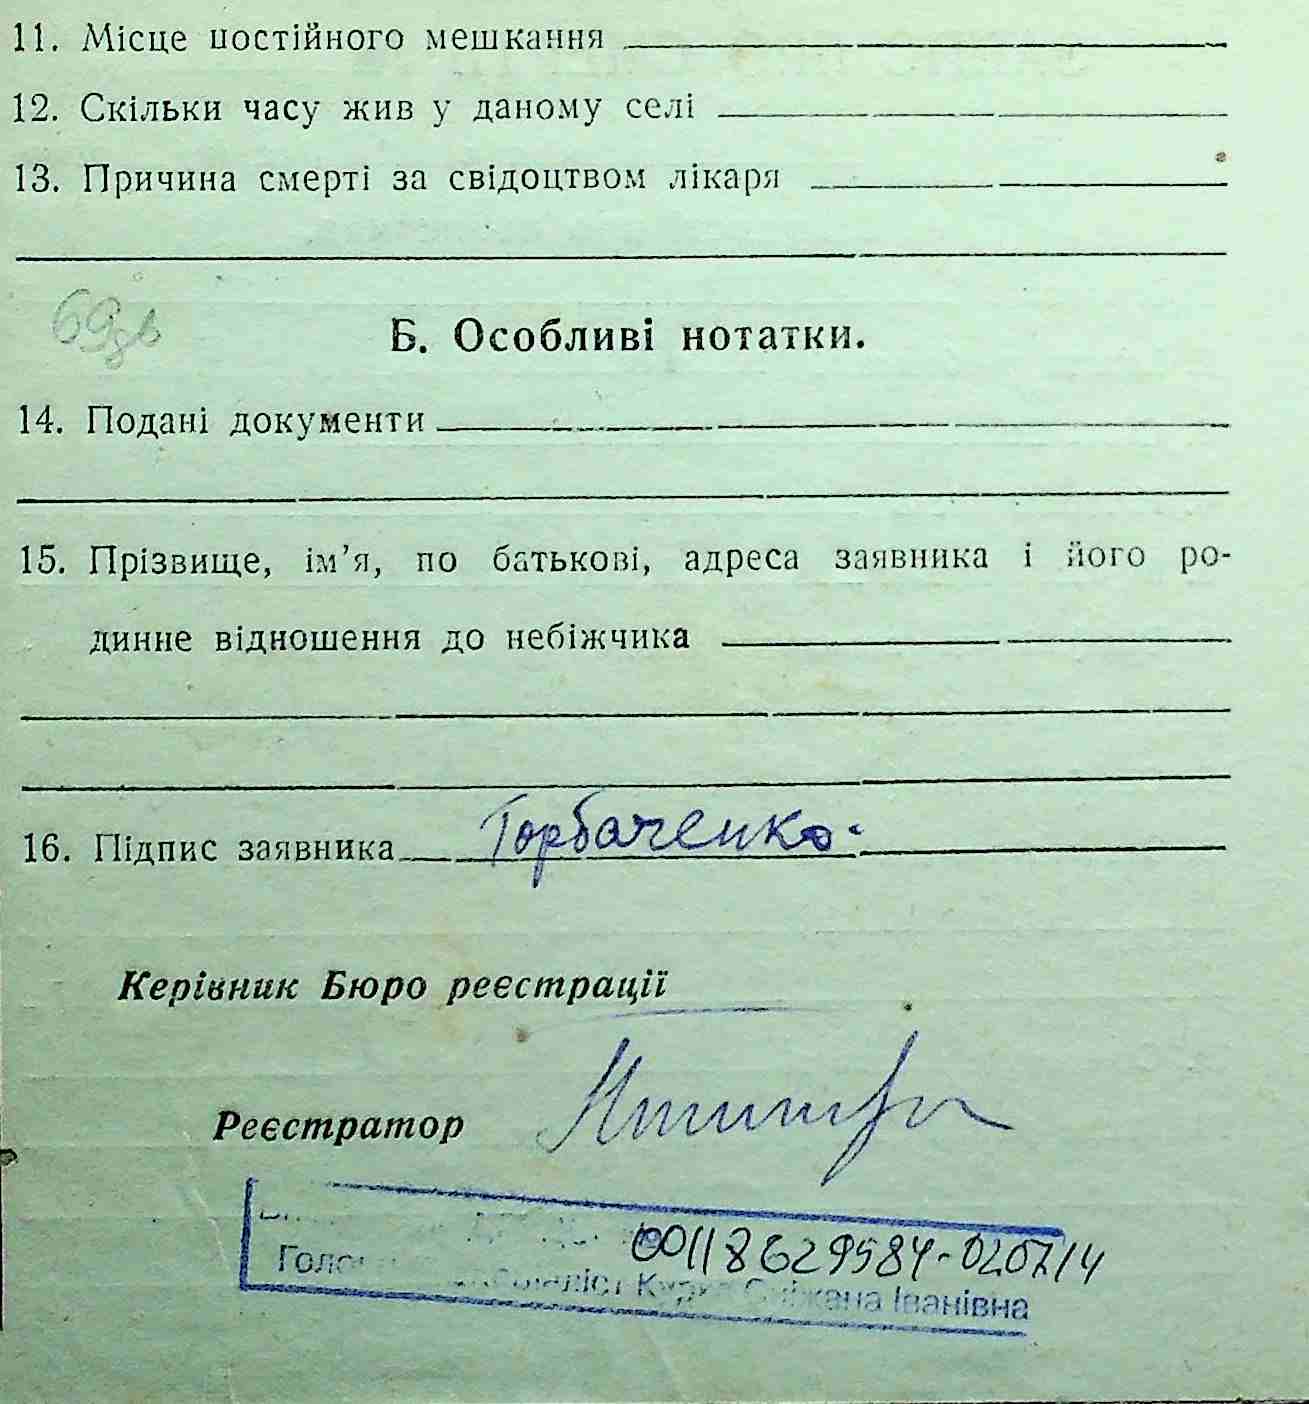 11. Місце постійного мешкання
12. Скільки часу жив у даному селі
13. Причина смерті за свідоцтвом лікаря
Б. Особливі нотатки.
14. Подані документи
15. Прізвище, ім’я, по батькові, адреса заявника і його ро-
динне відношення до небіжчика
16. Підпис заявника Горбаченко
Керівник Бюро реєстрації
Реєстратор
00118629584-020714
Іванівна